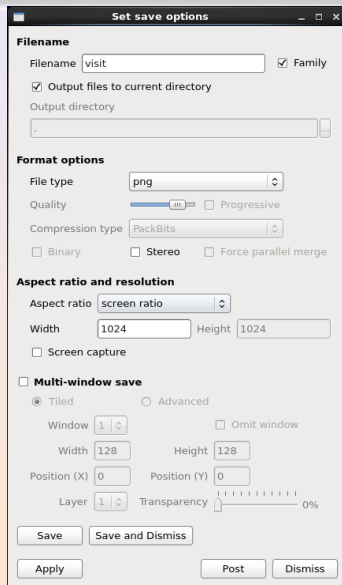 Set save options
Filename
Filename visit Family
Output files to current directory
Output directory
. ...
Format options
File type png
Quality Progressive
Compression type PackBits
Binary Stereo Force parallel merge
Aspect ratio and resolution
Aspect ratio screen ratio
Width 1024 Height 1024
Screen capture
Multi-window save
Tiled Advanced
Window 1 Omit window
Width 128 Height 128
Position (X) 0 Position (Y) 0
Layer 1 Transparency 0%
Save Save and Dismiss
Apply Post Dismiss